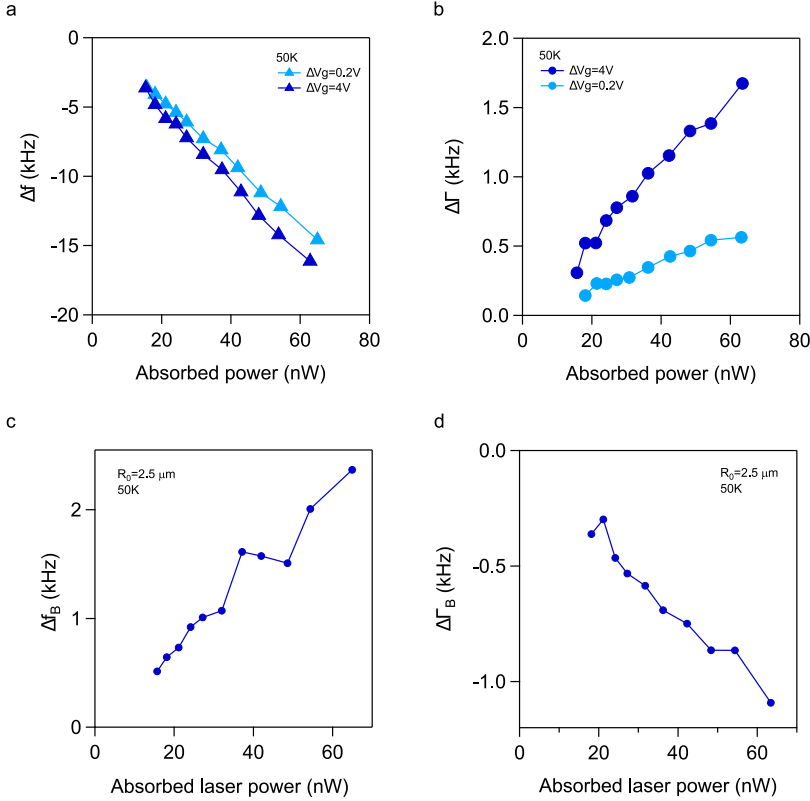 a
0
-5
-10
-15
-20
Δf (kHz)
50K
ΔVg=0.2V
ΔVg=4V
0 20 40 60 80
Absorbed power (nW)
b
2.0
1.5
1.0
0.5
0.0
ΔΓ (kHz)
50K
ΔVg=4V
ΔVg=0.2V
0 20 40 60 80
Absorbed power (nW)
c
2
1
0
Δf_B (kHz)
R₀=2.5 μm
50K
0 20 40 60
Absorbed laser power (nW)
d
0.0
-0.5
-1.0
ΔΓ_B (kHz)
R₀=2.5 μm
50K
0 20 40 60
Absorbed laser power (nW)